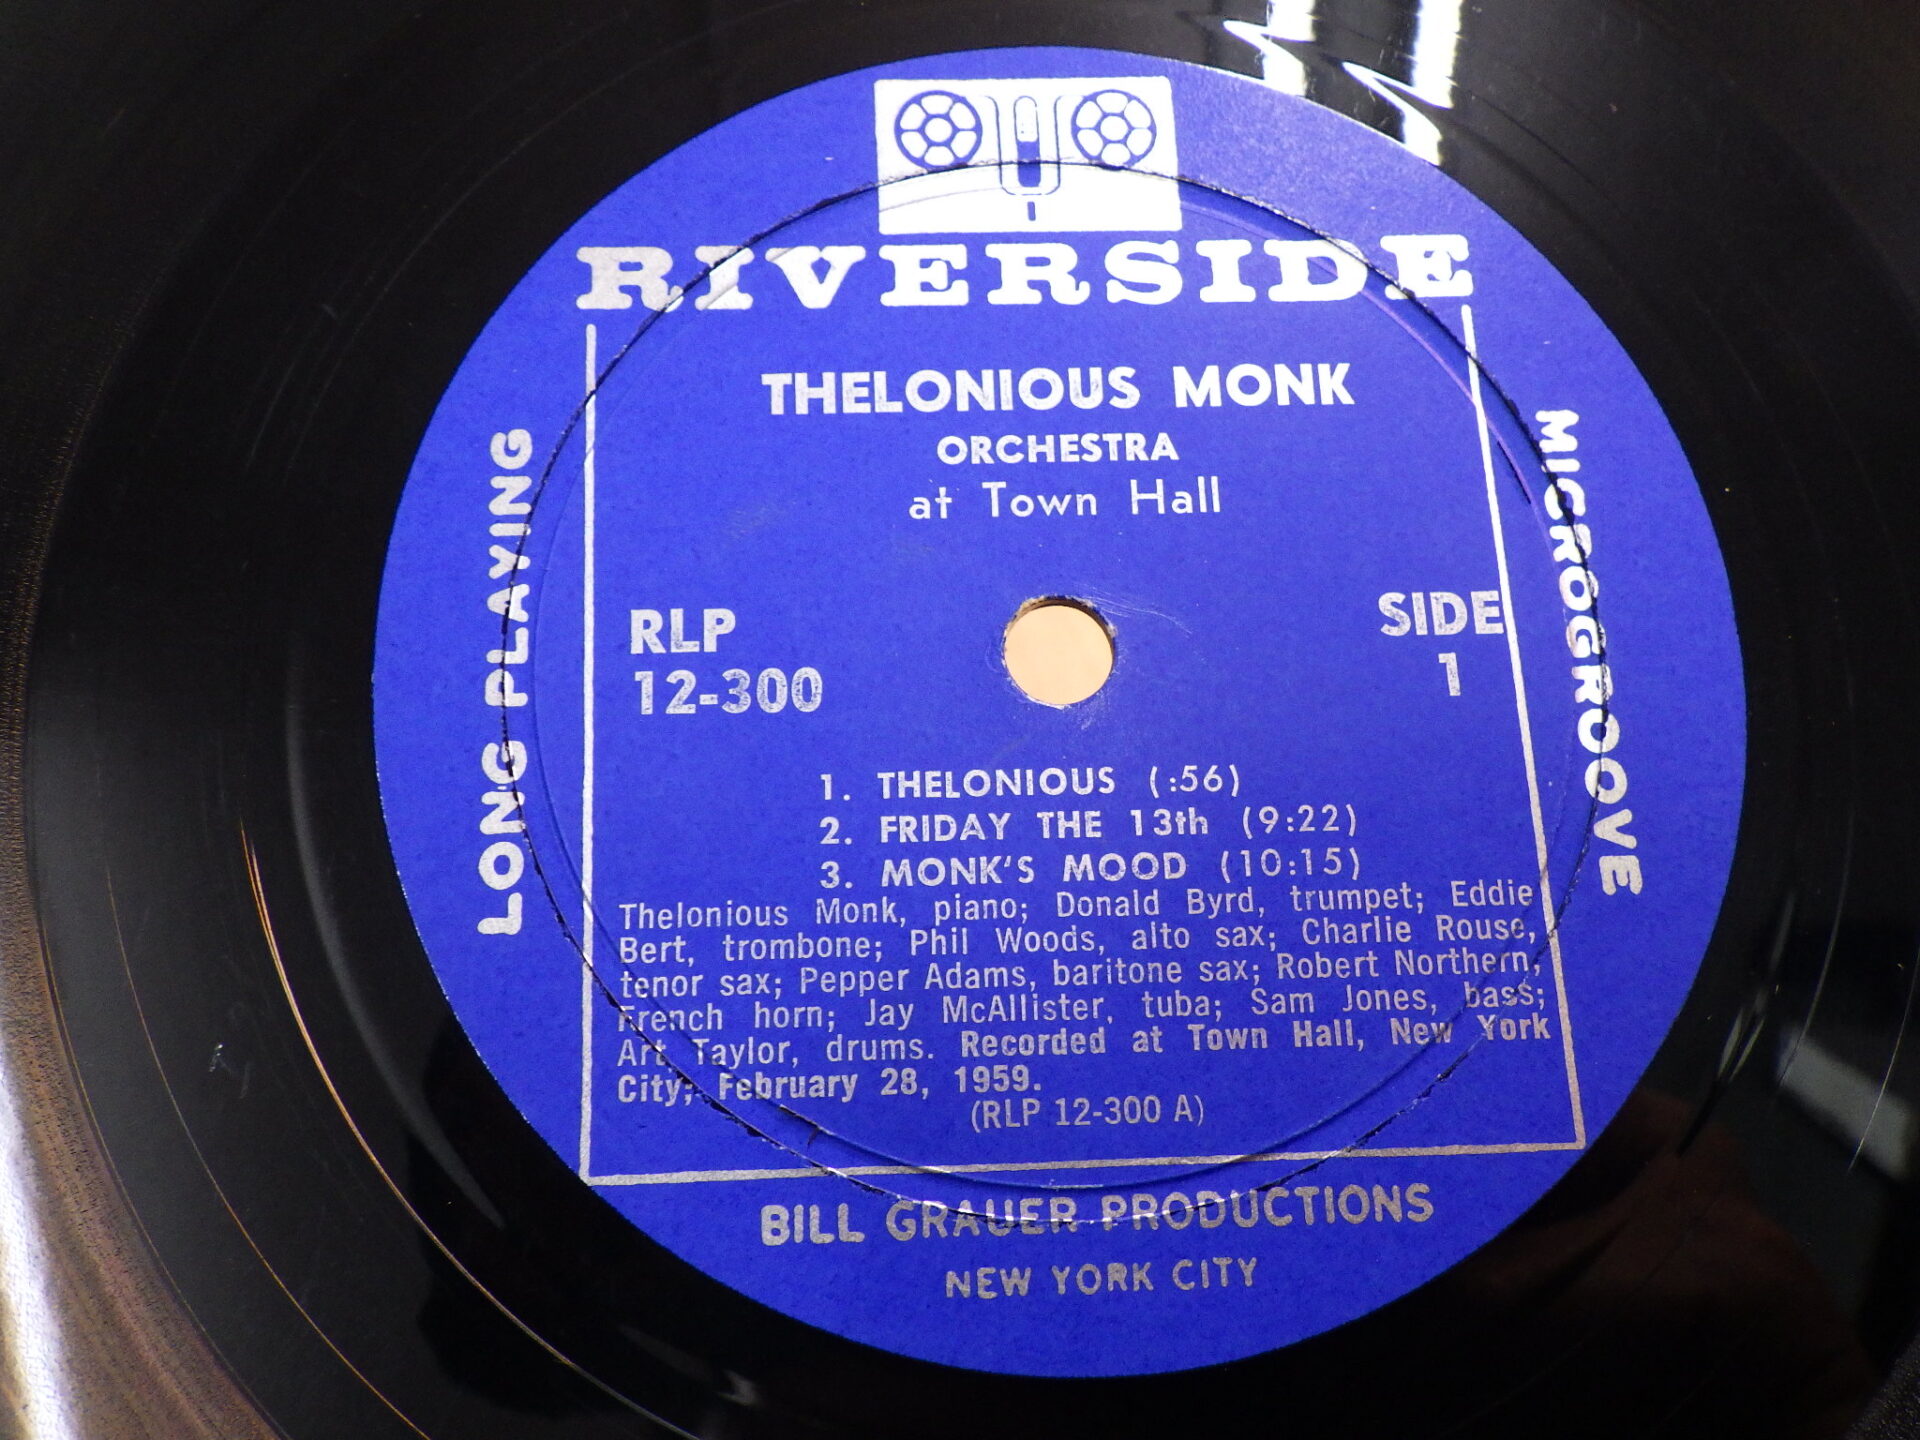 RIVERSIDE
THELONIOUS MONK
ORCHESTRA
at Town Hall
LONG PLAYING
MICROGROOVE
RLP
12-300
SIDE
1
1. THELONIOUS (:56)
2. FRIDAY THE 13th (9:22)
3. MONK'S MOOD (10:15)
Thelonious Monk, piano; Donald Byrd, trumpet; Eddie
Bert, trombone; Phil Woods, alto sax; Charlie Rouse,
tenor sax; Pepper Adams, baritone sax; Robert Northern,
French horn; Jay McAllister, tuba; Sam Jones, bass;
Art Taylor, drums. Recorded at Town Hall, New York
City; February 28, 1959.
(RLP 12-300 A)
BILL GRAUER PRODUCTIONS
NEW YORK CITY